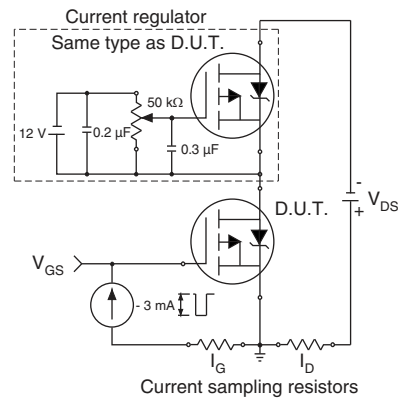 Current regulator
Same type as D.U.T.
50 kΩ
12 V
0.2 µF
0.3 µF
-
+
V_DS
D.U.T.
V_GS
- 3 mA
I_G
I_D
Current sampling resistors